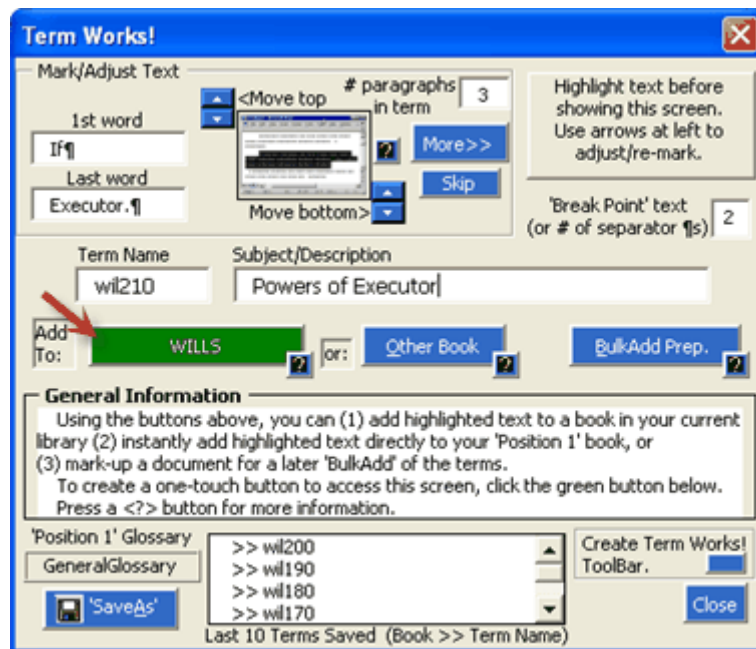 Term Works!
Mark/Adjust Text
1st word
If¶
Last word
Executor.¶
<Move top
# paragraphs
in term
3
?
More>>
Skip
Move bottom>
Highlight text before
showing this screen.
Use arrows at left to
adjust/re-mark.
'Break Point' text
(or # of separator ¶s)
2
Term Name
wil210
Subject/Description
Powers of Executor
Add
To:
WILLS
?
or:
Other Book
?
BulkAdd Prep.
?
General Information
Using the buttons above, you can (1) add highlighted text to a book in your current
library (2) instantly add highlighted text directly to your 'Position 1' book, or
(3) mark-up a document for a later 'BulkAdd' of the terms.
To create a one-touch button to access this screen, click the green button below.
Press a <?> button for more information.
'Position 1' Glossary
GeneralGlossary
'SaveAs'
>> wil200
>> wil190
>> wil180
>> wil170
Last 10 Terms Saved (Book >> Term Name)
Create Term Works!
ToolBar.
Close